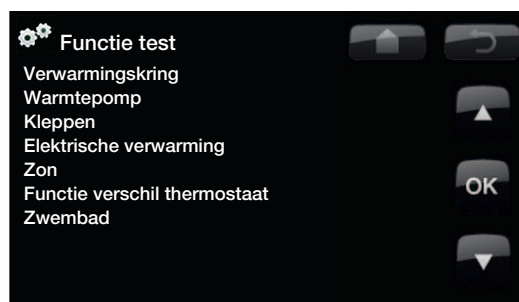 Functie test
Verwarmingskring
Warmtepomp
Kleppen
Elektrische verwarming
Zon
Functie verschil thermostaat
OK
Zwembad